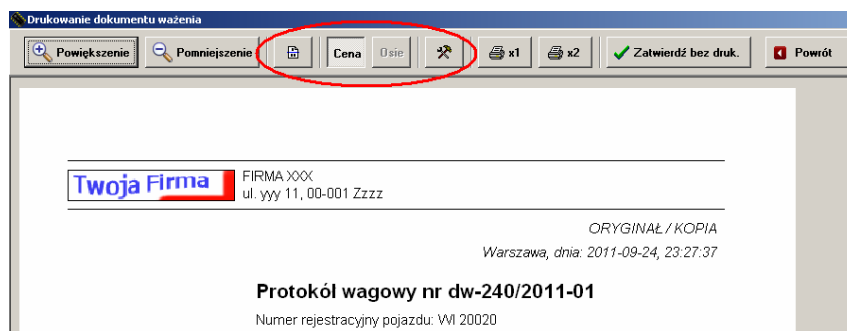 Drukowanie dokumentu ważenia
Powiększenie Pomniejszenie Cena Osie x1 x2 Zatwierdź bez druk. Powrót
Twoja Firma
FIRMA XXX
ul. yyy 11, 00-001 Zzzz
ORYGINAŁ / KOPIA
Warszawa, dnia: 2011-09-24, 23:27:37
Protokół wagowy nr dw-240/2011-01
Numer rejestracyjny pojazdu: WI 20020